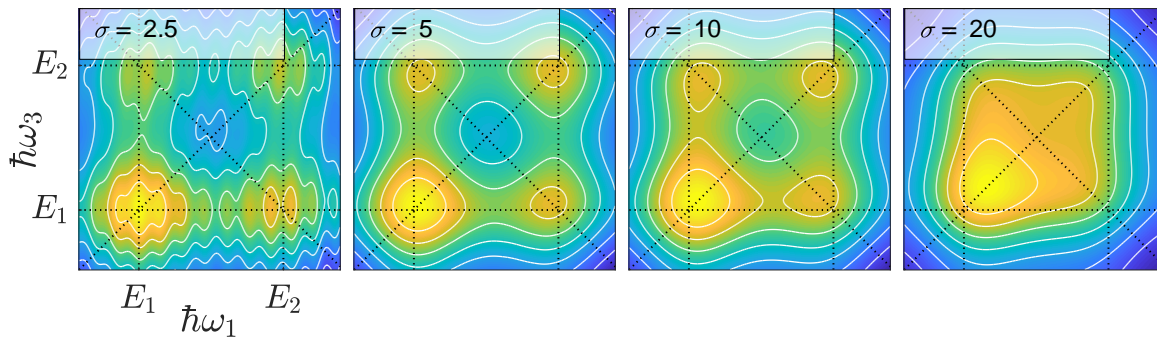 σ = 2.5
σ = 5
σ = 10
σ = 20
E₂
ħω₃
E₁
E₁
E₂
ħω₁